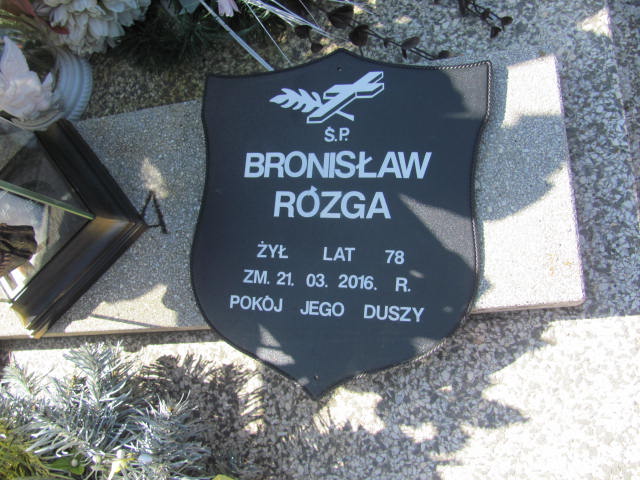 Ś.P.
BRONISŁAW
RÓZGA
ŻYŁ LAT 78
ZM. 21. 03. 2016. R.
POKÓJ JEGO DUSZY